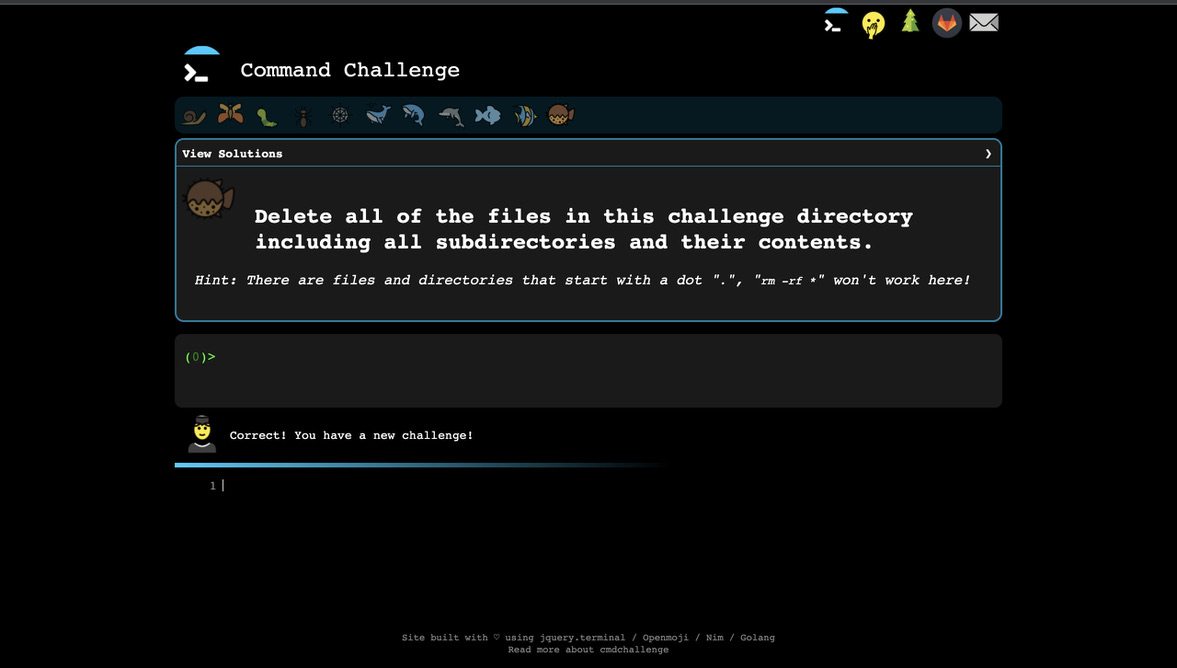 Command Challenge
View Solutions
Delete all of the files in this challenge directory
including all subdirectories and their contents.
Hint: There are files and directories that start with a dot ".", "rm -rf *" won't work here!
(0)>
Correct! You have a new challenge!
1
Site built with ♡ using jquery.terminal / Openmoji / Nim / Golang
Read more about cmdchallenge